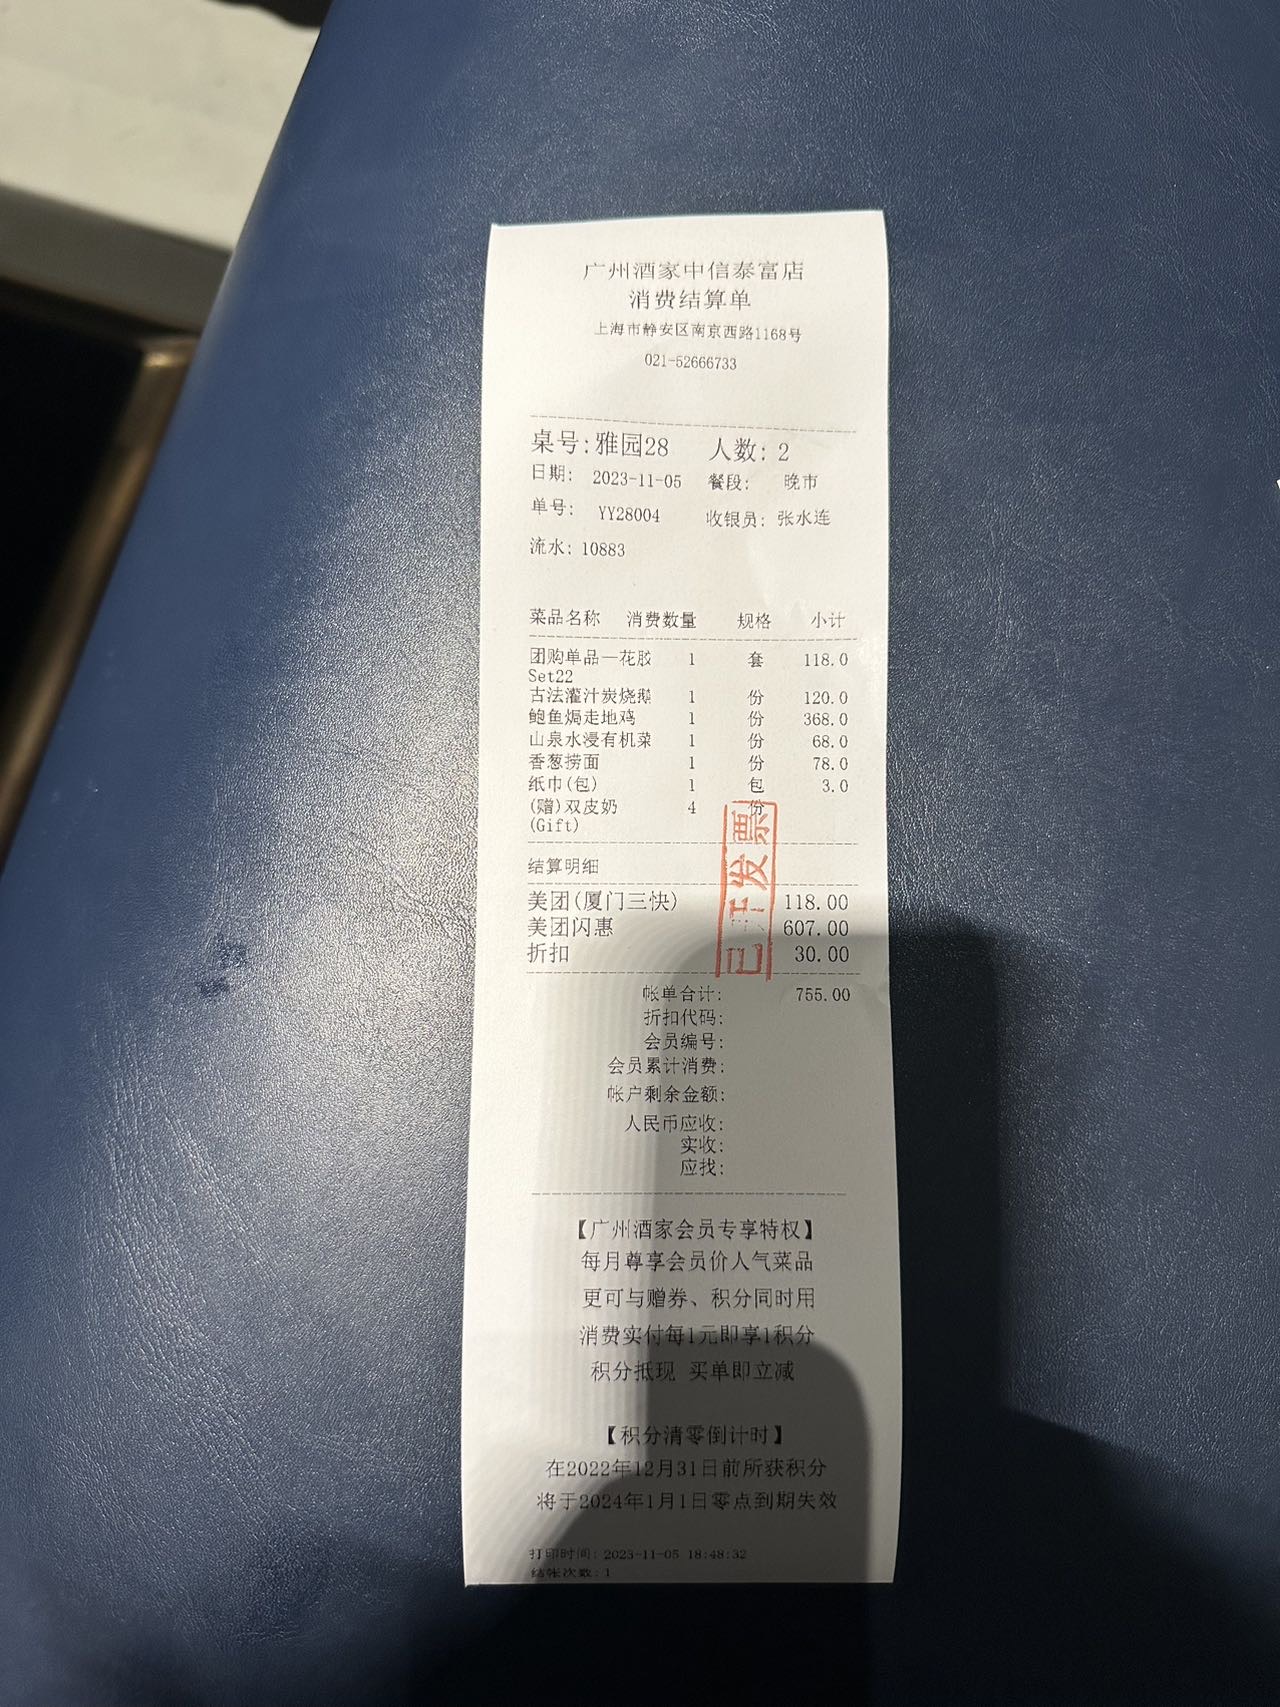 广州酒家中信泰富店
消费结算单
上海市静安区南京西路1168号
021-52666733
桌号:雅园28 人数: 2
日期: 2023-11-05 餐段: 晚市
单号: YY28004 收银员: 张水连
流水: 10883
菜品名称 消费数量 规格 小计
团购单品—花胶 1 套 118.0
Set22
古法灌汁炭烧鹅 1 份 120.0
鲍鱼焗走地鸡 1 份 368.0
山泉水浸有机菜 1 份 68.0
香葱捞面 1 份 78.0
纸巾(包) 1 包 3.0
(赠)双皮奶 4 份
(Gift)
已开发票
结算明细
美团(厦门三快) 118.00
美团闪惠 607.00
折扣 30.00
帐单合计: 755.00
折扣代码:
会员编号:
会员累计消费:
帐户剩余金额:
人民币应收:
实收:
应找:
【广州酒家会员专享特权】
每月尊享会员价人气菜品
更可与赠券、积分同时用
消费实付每1元即享1积分
积分抵现 买单即立减
【积分清零倒计时】
在2022年12月31日前所获积分
将于2024年1月1日零点到期失效
打印时间: 2023-11-05 18:48:32
结帐次数: 1